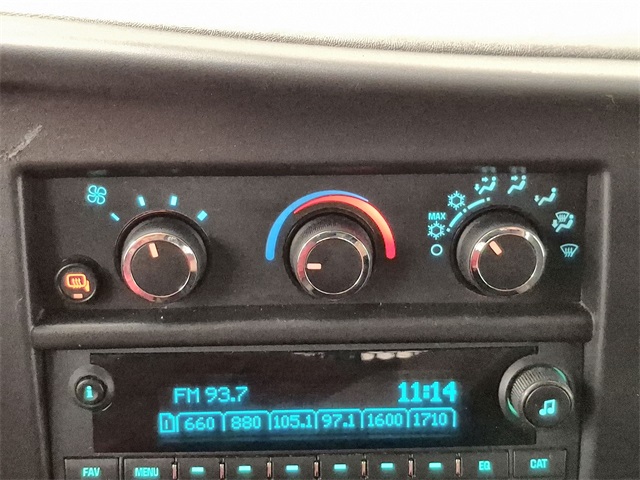 MAX
FM 93.7 11:14
1 660 880 105.1 97.1 1600 1710
FAV MENU EQ CAT